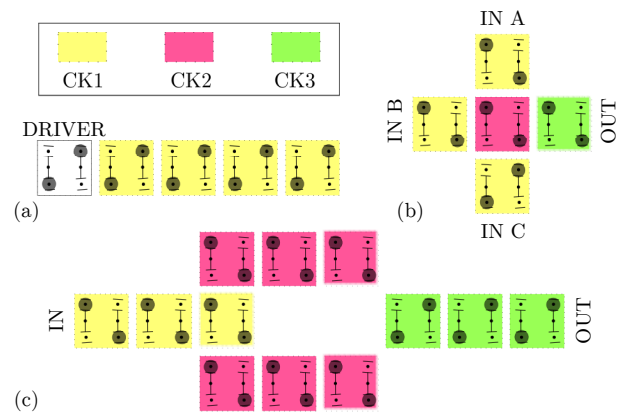 CK1 CK2 CK3
DRIVER
(a)
IN A
IN B
OUT
IN C
(b)
IN
OUT
(c)